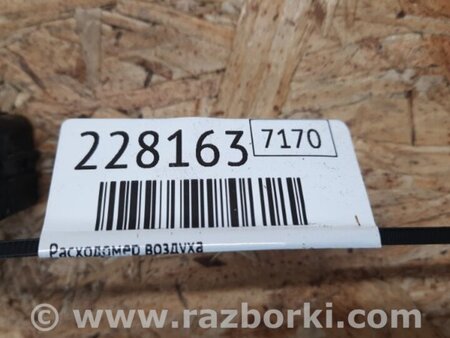 228163
7170
Расходомер воздуха
© www.razborki.com